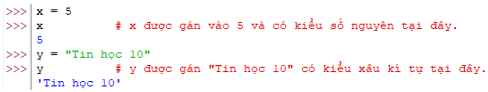 >>> x = 5
>>> x # x được gán vào 5 và có kiểu số nguyên tại đây.
5
>>> y = "Tin học 10"
>>> y # y được gán "Tin học 10" có kiểu xâu kí tự tại đây.
'Tin học 10'